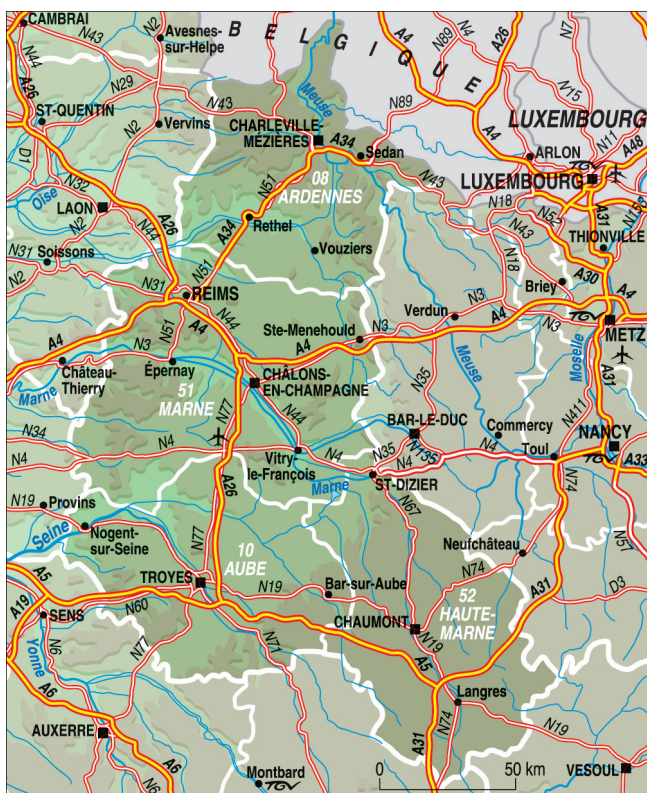 CAMBRAI
N43
N44
N2
Avesnes-
sur-Helpe
BELGIQUE
A4
N89
N4
A26
N7
N29
A26
N43
Meuse
N89
N15
ST-QUENTIN
Vervins
N2
CHARLEVILLE-
MÉZIÈRES
A34
Sedan
A4
LUXEMBOURG
N11
ARLON
TGV
A48
D1
N32
Oise
LAON
A26
N44
N51
08
ARDENNES
N43
LUXEMBOURG
N18
N52
A31
N153
N2
A34
Rethel
Vouziers
THIONVILLE
N31
Soissons
N2
N51
N31
REIMS
N18
A30
Briey
A4
N44
A4
Verdun
N3
Ste-Menehould
N3
A4
N3
TGV
METZ
A4
N3
N51
A4
Château-
Thierry
Épernay
Marne
CHÂLONS-
EN-CHAMPAGNE
Meuse
N35
Moselle
A31
51
MARNE
N77
N44
BAR-LE-DUC
Commercy
N411
N34
N4
N4
Vitry-
le-François
N35
N135
N4
N4
Toul
NANCY
TGV
A33
Marne
ST-DIZIER
A26
N74
N19
Provins
N67
Seine
Nogent-
sur-Seine
N77
N57
10
AUBE
Neufchâteau
N74
A31
A5
TROYES
N19
Bar-sur-Aube
52
HAUTE-
MARNE
D3
A19
SENS
N60
CHAUMONT
N19
N6
Yonne
N77
N71
A5
A6
Langres
AUXERRE
N74
N19
A31
A6
N6
Montbard
TGV
0
50 km
VESOUL